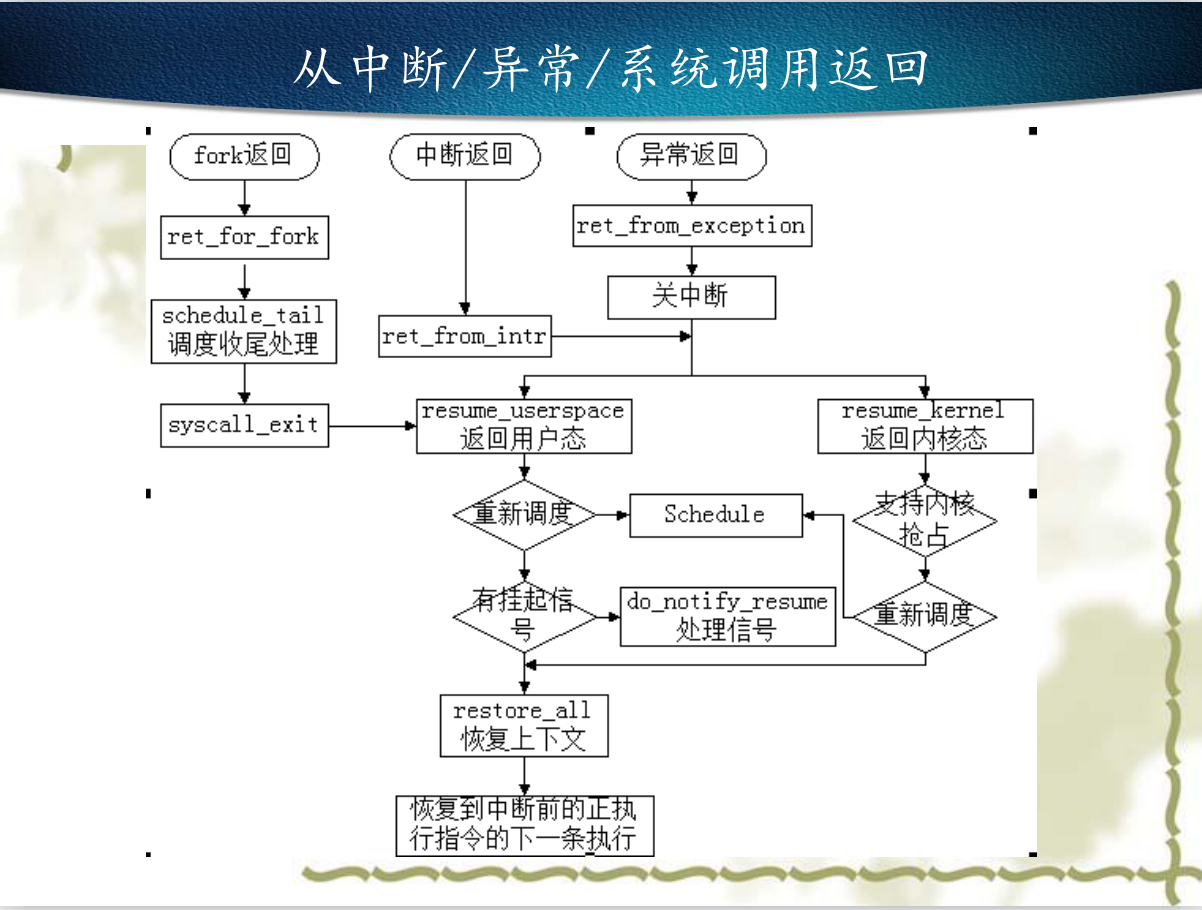 从中断/异常/系统调用返回
fork返回
中断返回
异常返回
ret_for_fork
ret_from_exception
关中断
schedule_tail
调度收尾处理
ret_from_intr
syscall_exit
resume_userspace
返回用户态
resume_kernel
返回内核态
重新调度
Schedule
支持内核
抢占
有挂起信
号
do_notify_resume
处理信号
重新调度
restore_all
恢复上下文
恢复到中断前的正执
行指令的下一条执行